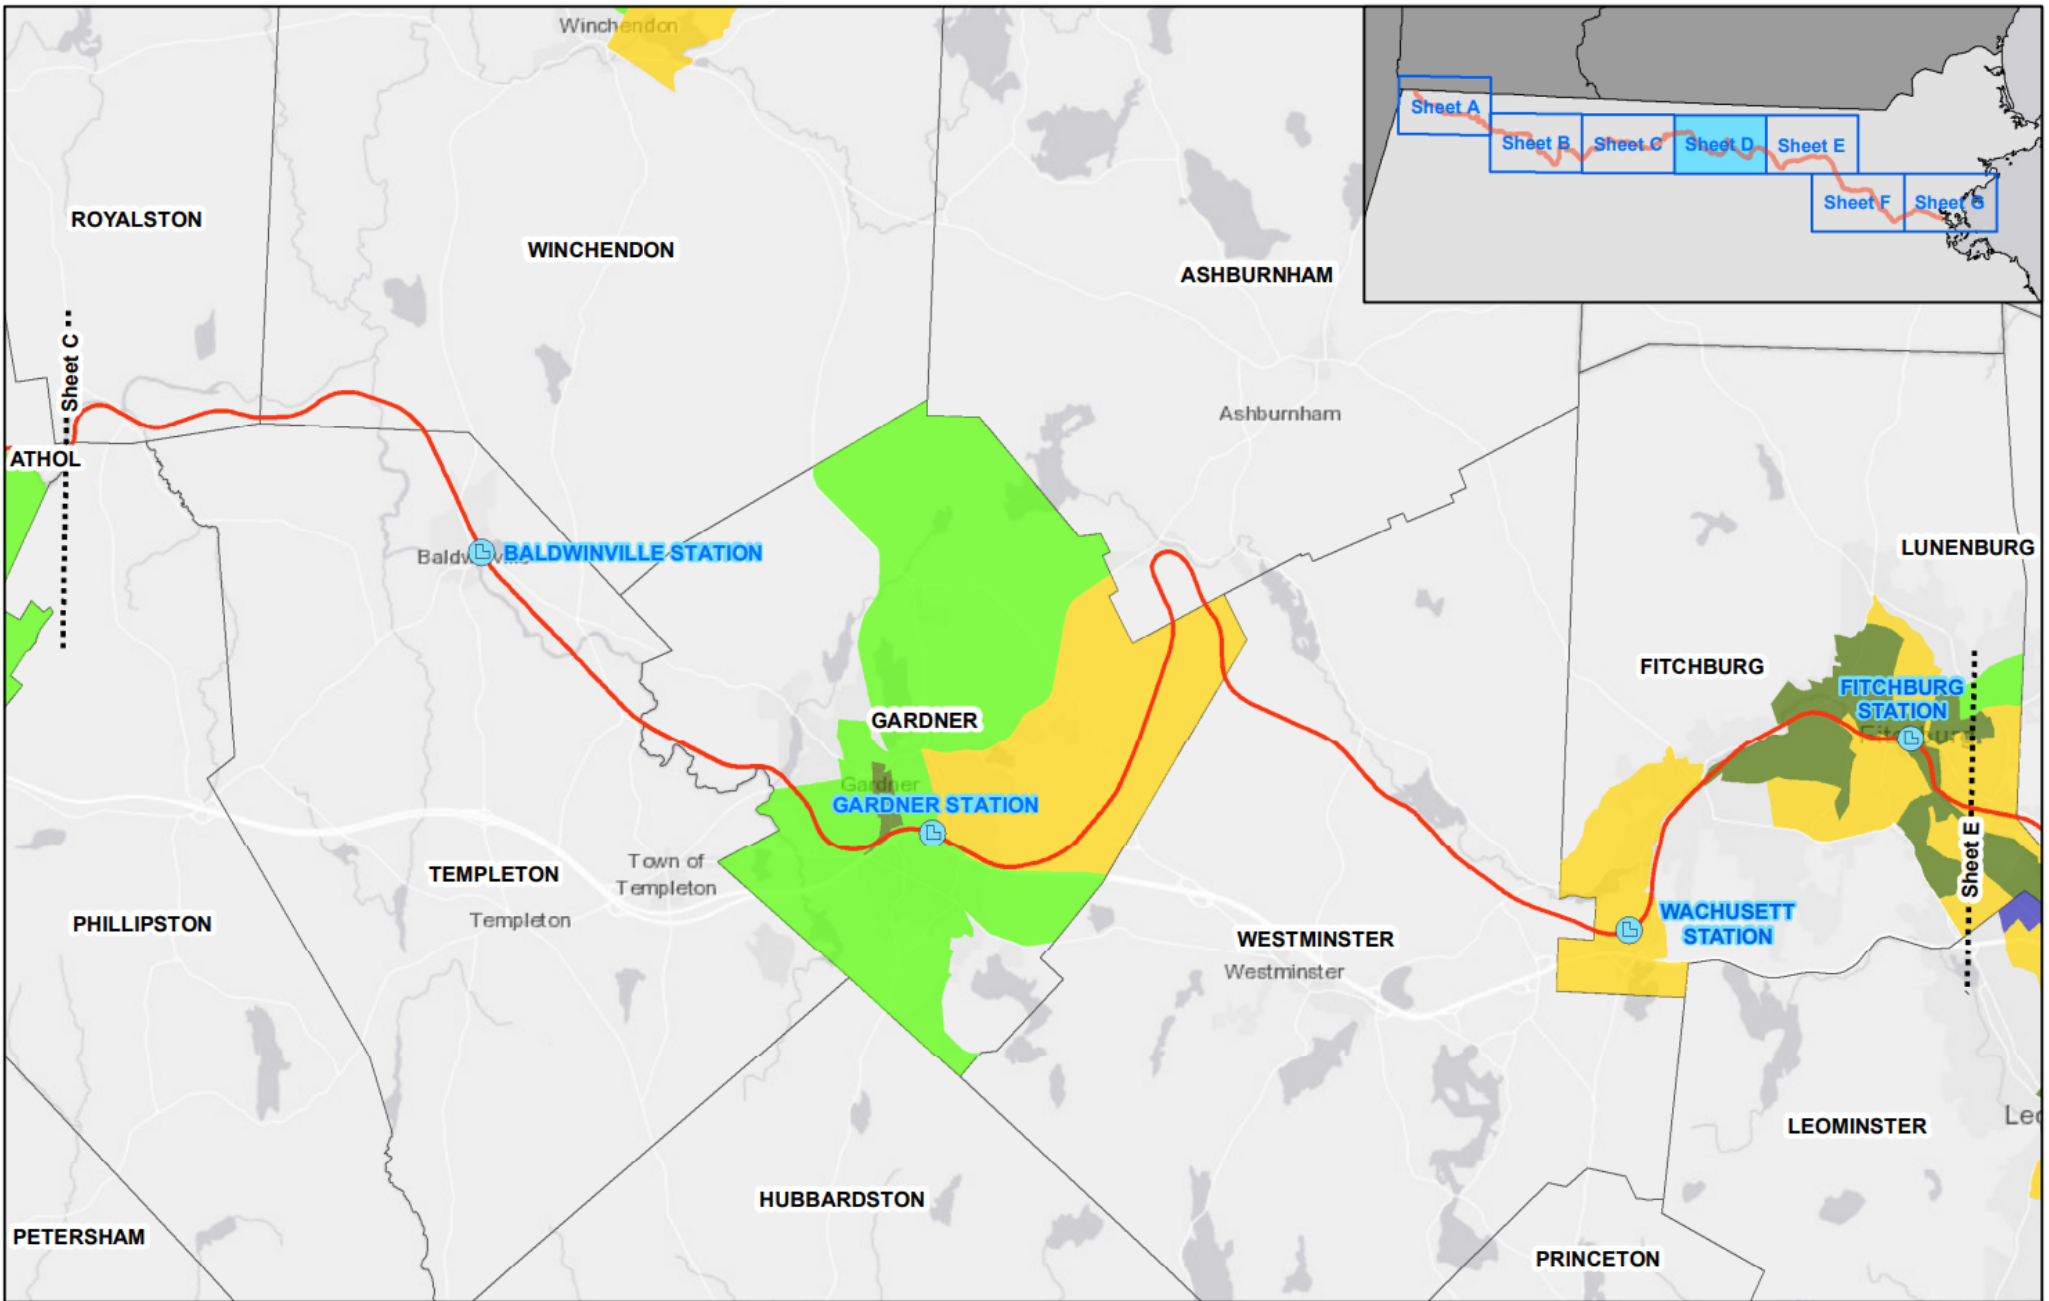 Winchendon
Sheet A
Sheet B
Sheet C
Sheet D
Sheet E
Sheet F
Sheet G
ROYALSTON
WINCHENDON
ASHBURNHAM
Sheet C
Ashburnham
ATHOL
BALDWINVILLE STATION
LUNENBURG
FITCHBURG
FITCHBURG
STATION
GARDNER
Gardner
GARDNER STATION
Sheet E
Town of
Templeton
TEMPLETON
Templeton
PHILLIPSTON
WACHUSETT
STATION
WESTMINSTER
Westminster
LEOMINSTER
Leo
HUBBARDSTON
PETERSHAM
PRINCETON